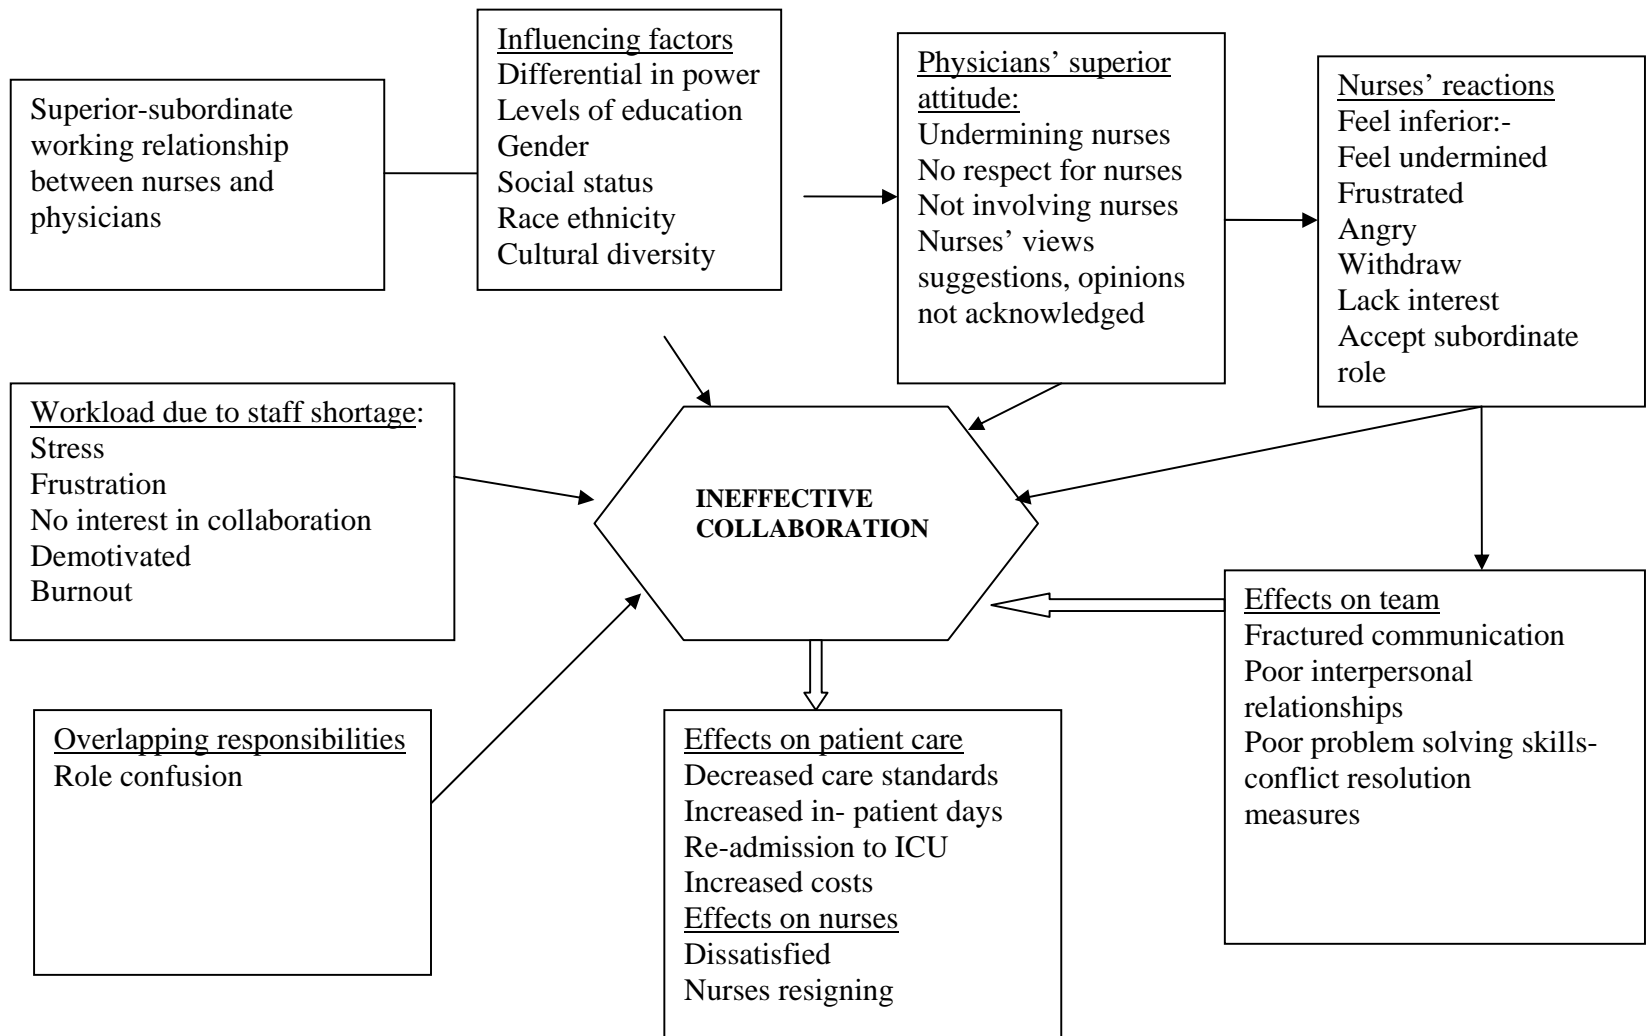 Superior-subordinate
working relationship
between nurses and
physicians
Influencing factors
Differential in power
Levels of education
Gender
Social status
Race ethnicity
Cultural diversity
Physicians’ superior
attitude:
Undermining nurses
No respect for nurses
Not involving nurses
Nurses’ views
suggestions, opinions
not acknowledged
Nurses’ reactions
Feel inferior:-
Feel undermined
Frustrated
Angry
Withdraw
Lack interest
Accept subordinate
role
Workload due to staff shortage:
Stress
Frustration
No interest in collaboration
Demotivated
Burnout
INEFFECTIVE
COLLABORATION
Overlapping responsibilities
Role confusion
Effects on patient care
Decreased care standards
Increased in- patient days
Re-admission to ICU
Increased costs
Effects on nurses
Dissatisfied
Nurses resigning
Effects on team
Fractured communication
Poor interpersonal
relationships
Poor problem solving skills-
conflict resolution
measures